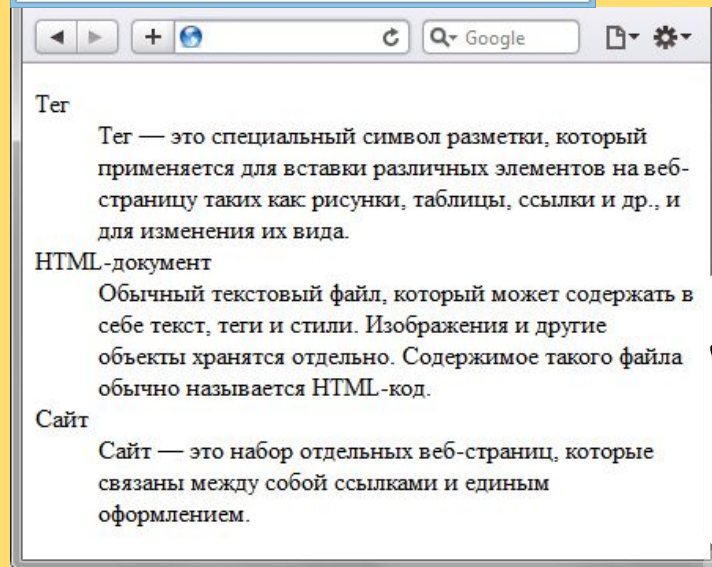 Google
Тег
Тег — это специальный символ разметки, который
применяется для вставки различных элементов на веб-
страницу таких как: рисунки, таблицы, ссылки и др., и
для изменения их вида.
HTML-документ
Обычный текстовый файл, который может содержать в
себе текст, теги и стили. Изображения и другие
объекты хранятся отдельно. Содержимое такого файла
обычно называется HTML-код.
Сайт
Сайт — это набор отдельных веб-страниц, которые
связаны между собой ссылками и единым
оформлением.